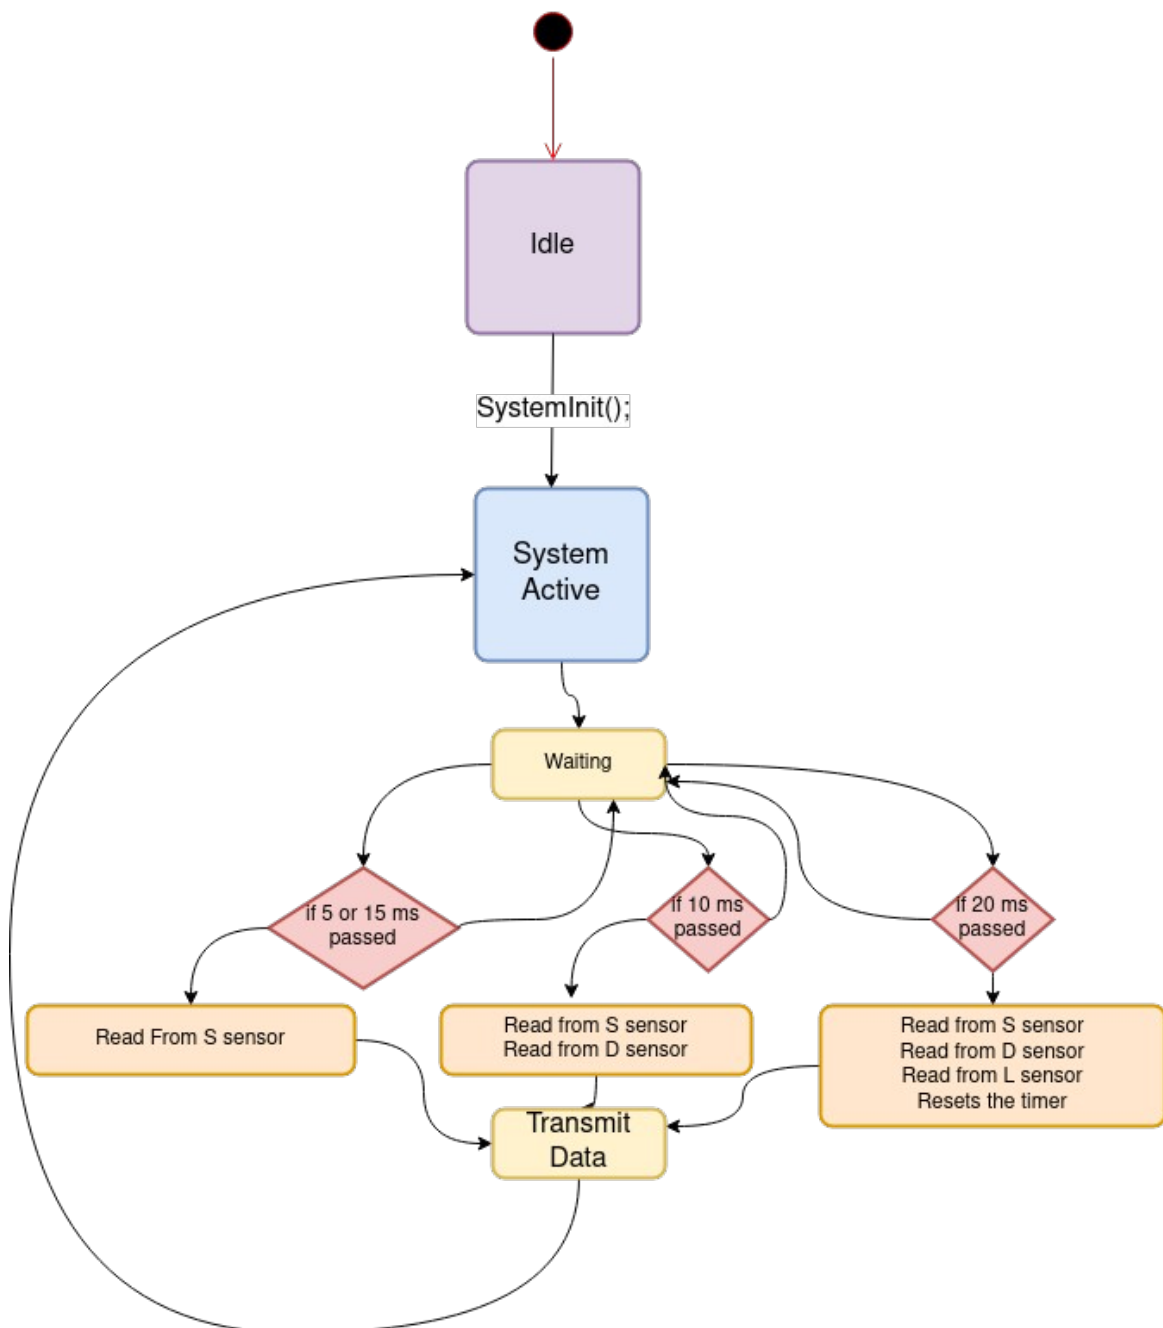 Idle
SystemInit();
System
Active
Waiting
if 5 or 15 ms
passed
if 10 ms
passed
if 20 ms
passed
Read From S sensor
Read from S sensor
Read from D sensor
Read from S sensor
Read from D sensor
Read from L sensor
Resets the timer
Transmit
Data